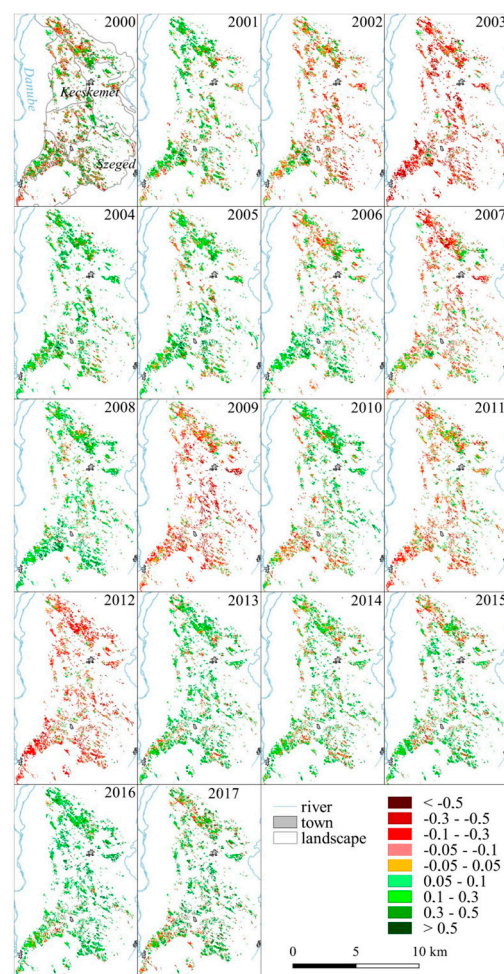 2000
2001
2002
2003
Danube
Kecskemét
Szeged
2004
2005
2006
2007
2008
2009
2010
2011
2012
2013
2014
2015
2016
2017
river
town
landscape
< -0.5
-0.3 - -0.5
-0.1 - -0.3
-0.05 - -0.1
-0.05 - 0.05
0.05 - 0.1
0.1 - 0.3
0.3 - 0.5
> 0.5
0 5 10 km